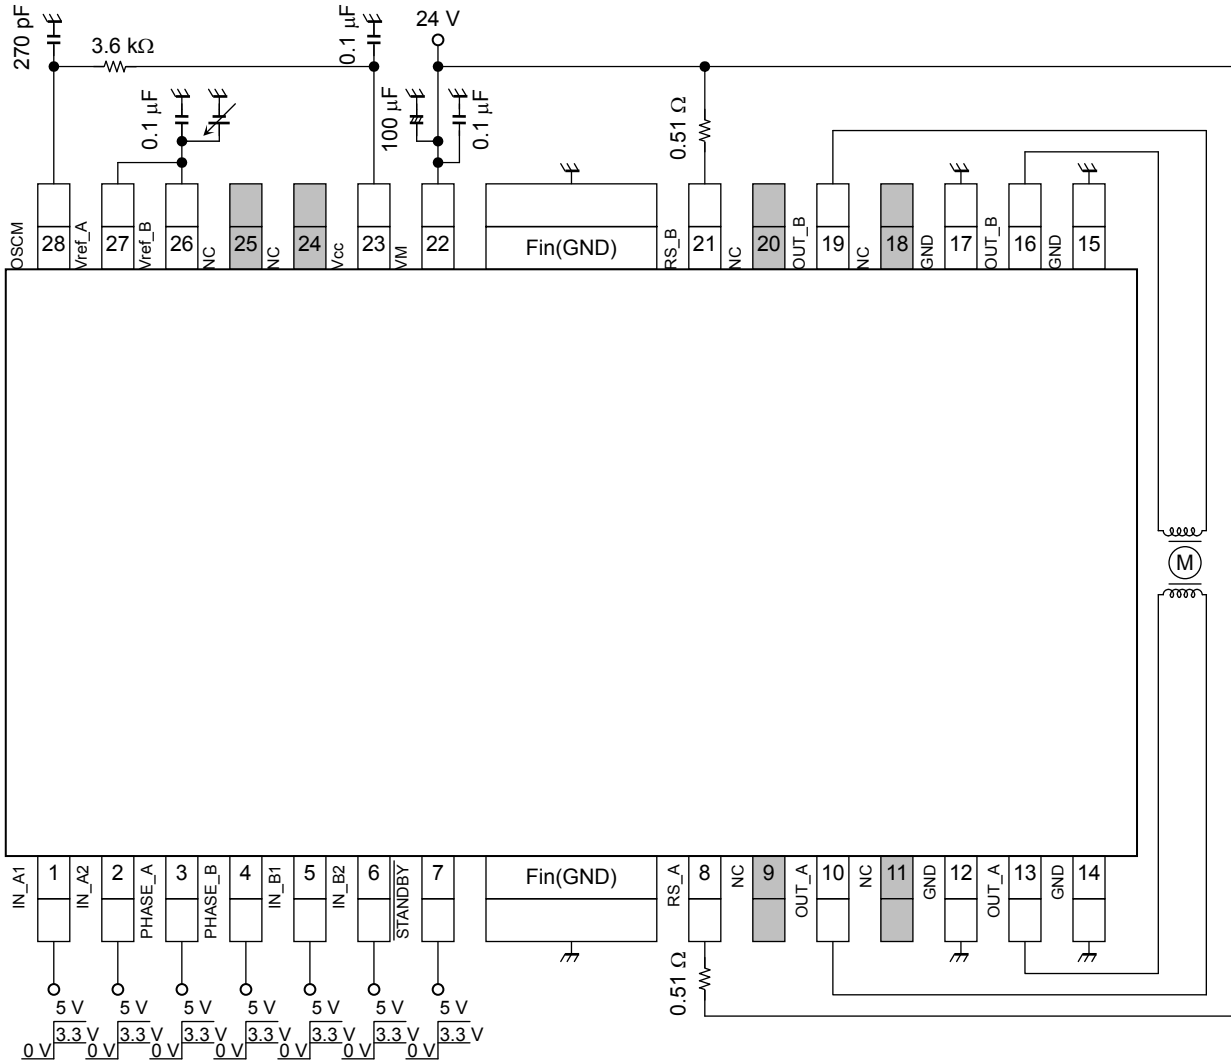 270 pF
3.6 kΩ
0.1 μF
24 V
0.1 μF
100 μF
0.1 μF
0.51 Ω
OSCM
28
Vref_A
27
Vref_B
26
NC
25
NC
24
Vcc
23
VM
22
Fin(GND)
RS_B
21
NC
20
OUT_B
19
NC
18
GND
17
OUT_B
16
GND
15
M
IN_A1
1
IN_A2
2
PHASE_A
3
PHASE_B
4
IN_B1
5
IN_B2
6
STANDBY
7
Fin(GND)
RS_A
8
NC
9
OUT_A
10
NC
11
GND
12
OUT_A
13
GND
14
0.51 Ω
5 V 5 V 5 V 5 V 5 V 5 V 5 V
3.3 V 3.3 V 3.3 V 3.3 V 3.3 V 3.3 V 3.3 V
0 V 0 V 0 V 0 V 0 V 0 V 0 V